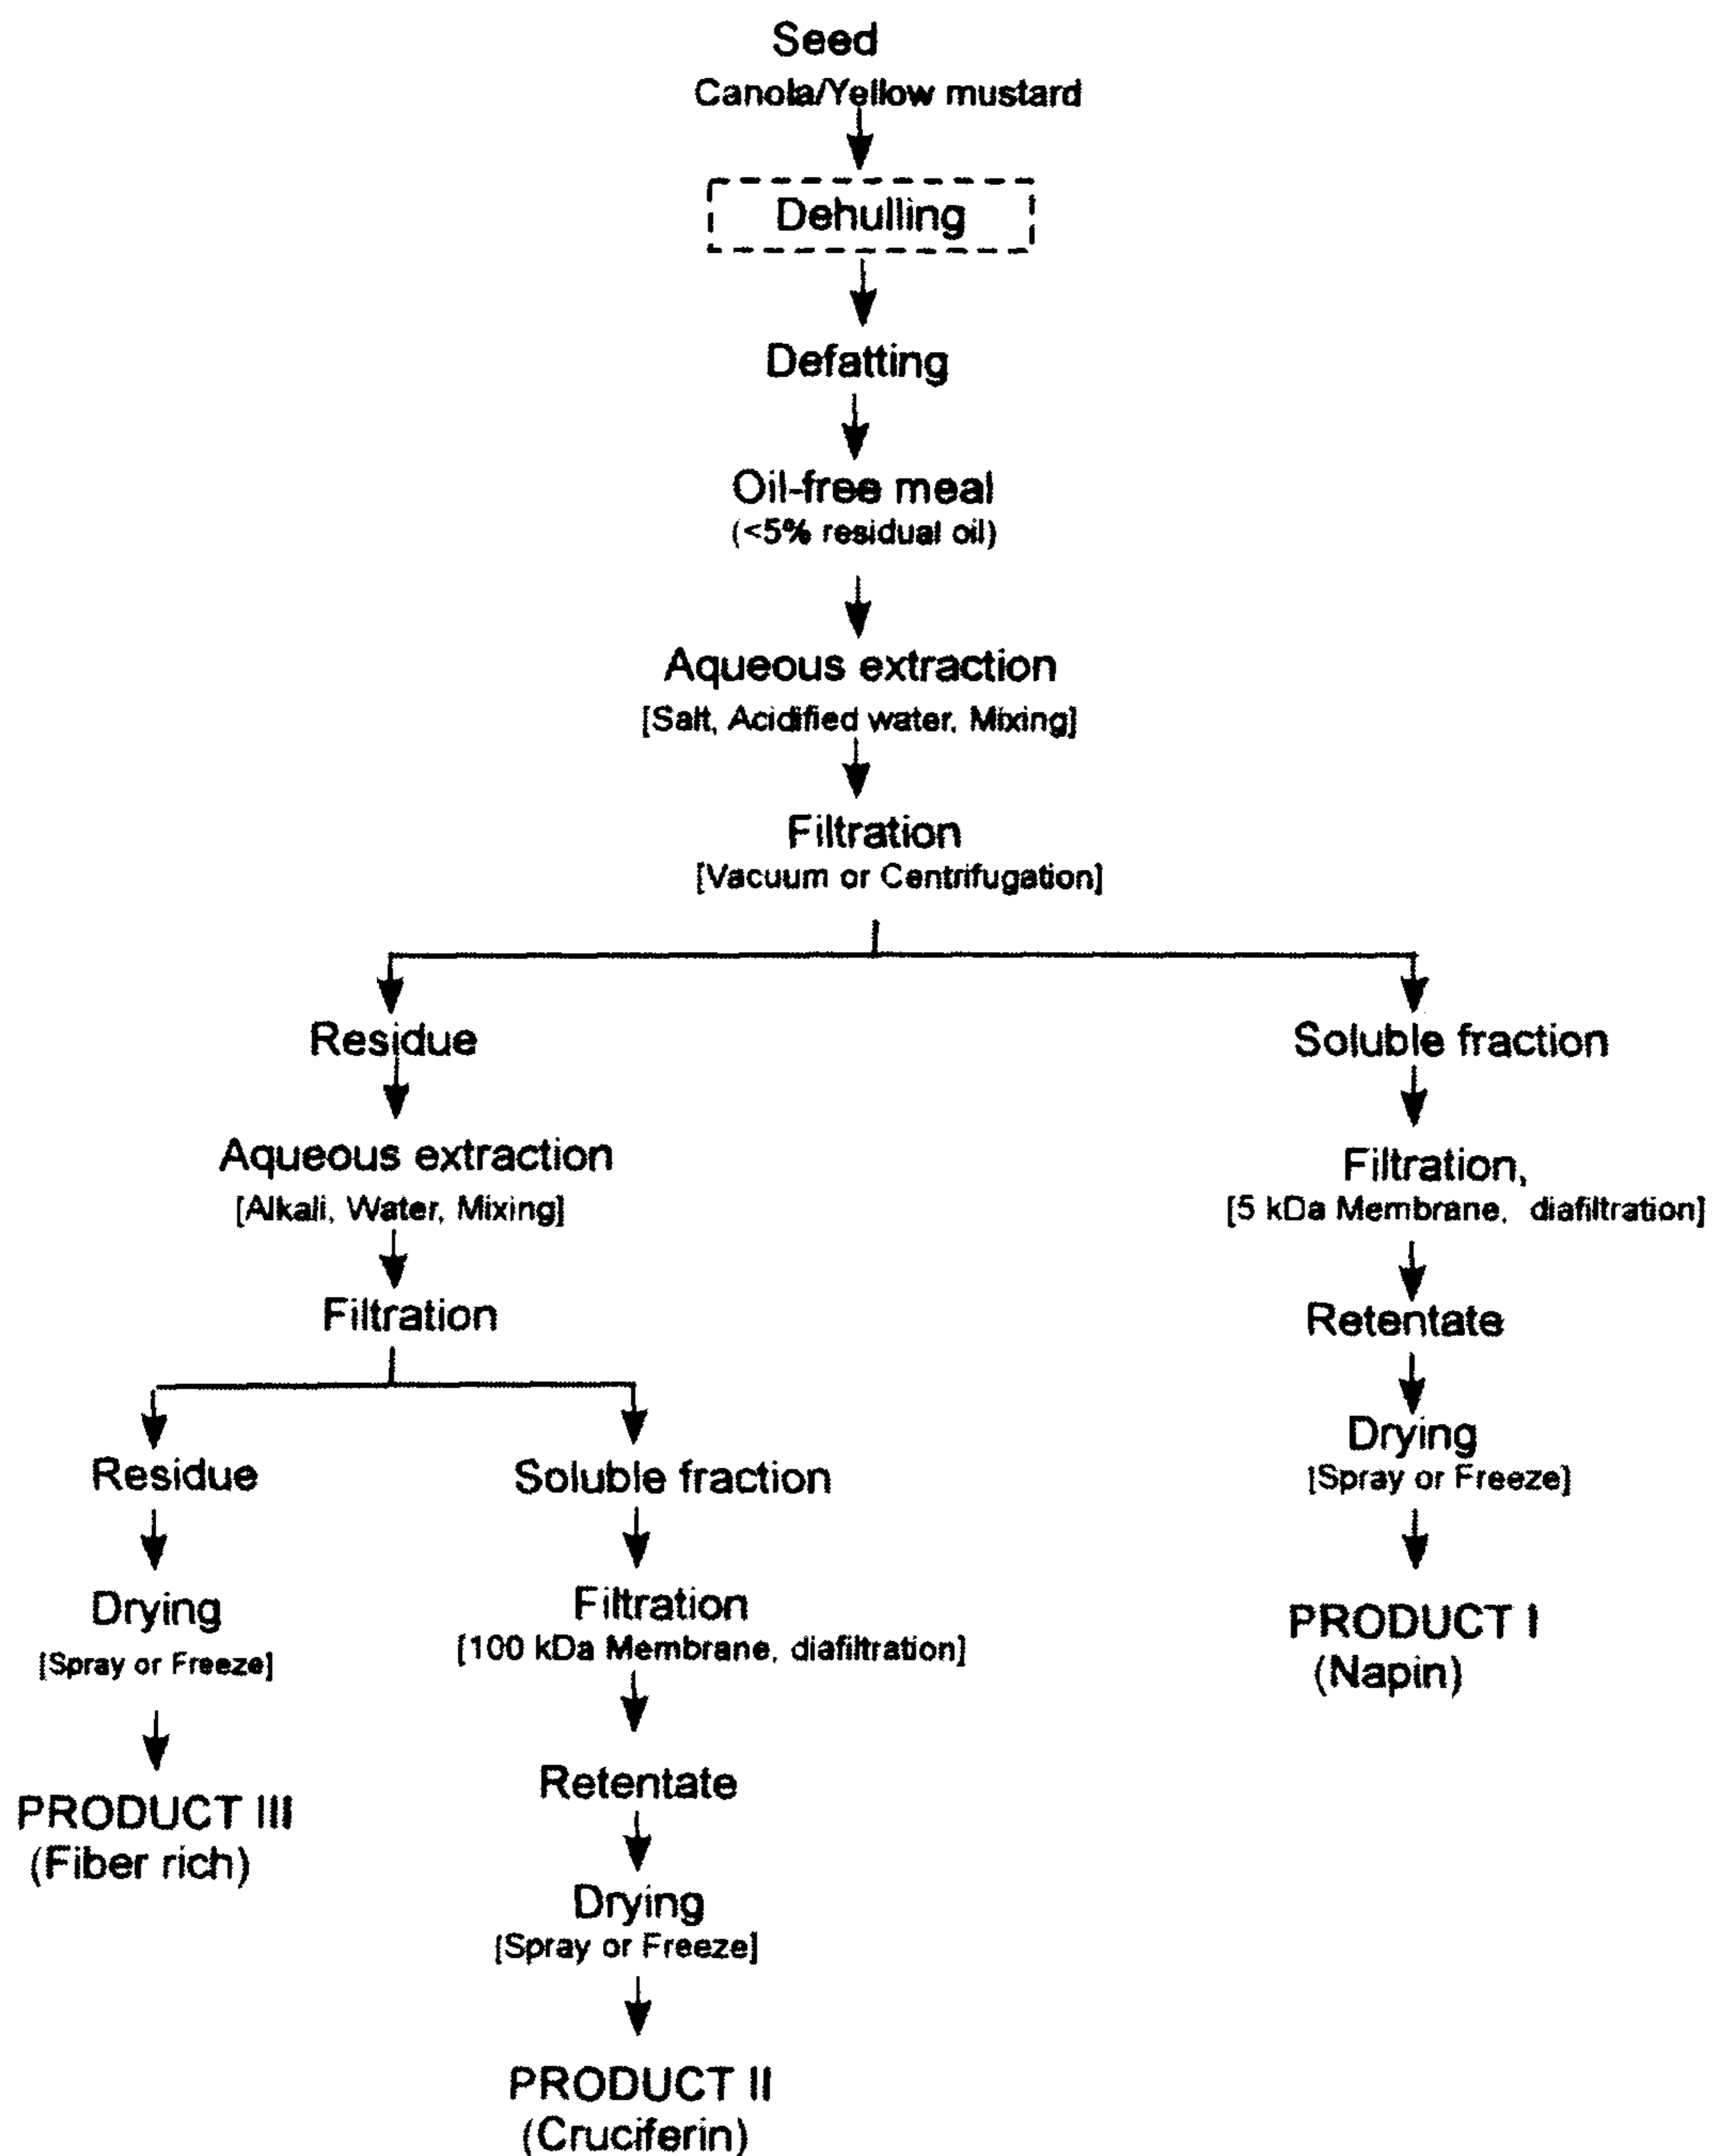 Seed
Canola/Yellow mustard
Dehulling
Defatting
Oil-free meal
(<5% residual oil)
Aqueous extraction
[Salt, Acidified water, Mixing]
Filtration
[Vacuum or Centrifugation]
Residue
Aqueous extraction
[Alkali, Water, Mixing]
Filtration
Residue
Drying
[Spray or Freeze]
PRODUCT III
(Fiber rich)
Soluble fraction
Filtration
[100 kDa Membrane, diafiltration]
Retentate
Drying
[Spray or Freeze]
PRODUCT II
(Cruciferin)
Soluble fraction
Filtration,
[5 kDa Membrane, diafiltration]
Retentate
Drying
[Spray or Freeze]
PRODUCT I
(Napin)